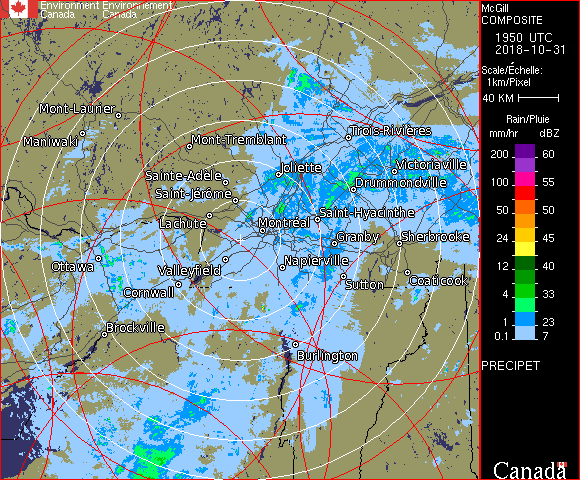 Environment Environnement
Canada Canada
McGill
COMPOSITE
1950 UTC
2018-10-31
Scale/Échelle:
1km/Pixel
40 KM
Rain/Pluie
mm/hr dBZ
200 60
150 57
100 55
50 50
24 45
12 40
4 33
1 23
0.1 7
PRECIPET
Mont-Laurier
Maniwaki
Mont-Tremblant
Trois-Rivières
Sainte-Adèle
Joliette
Victoriaville
Saint-Jérôme
Drummondville
Lachute
Montréal
Saint-Hyacinthe
Granby
Sherbrooke
Ottawa
Valleyfield
Napierville
Cornwall
Sutton
Coaticook
Brockville
Burlington
Canada